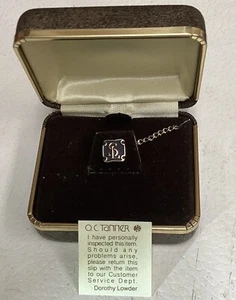 O.C. TANNER
I have personally
inspected this item.
Should any
problems arise,
please return this
slip with the item
to our Customer
Service Dept.
Dorothy Lowder